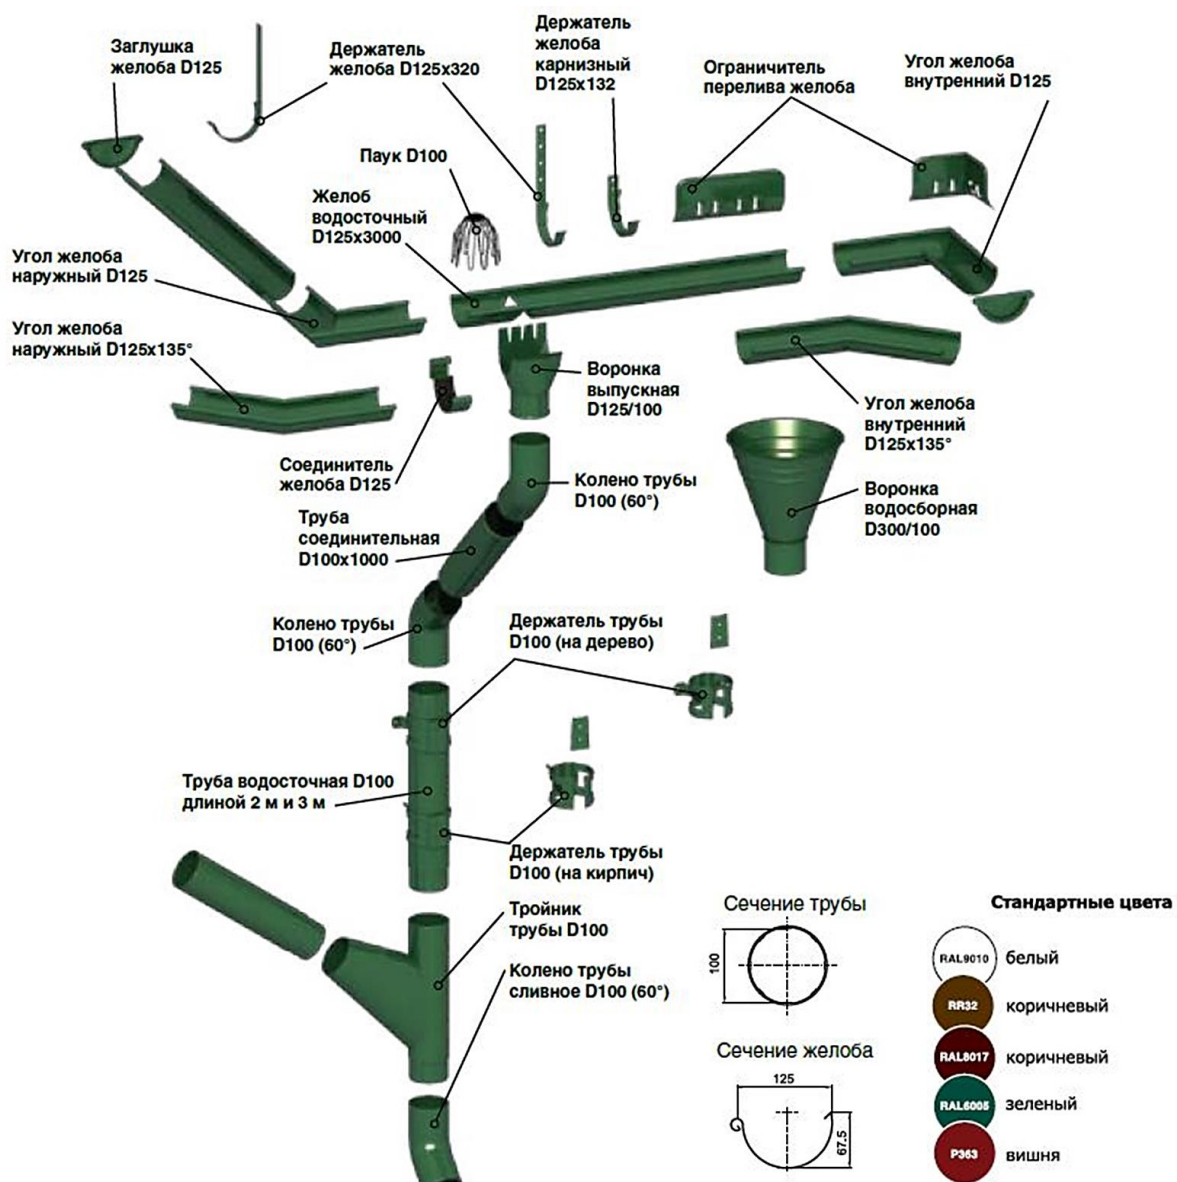 Заглушка
желоба D125
Держатель
желоба D125x320
Держатель
желоба
карнизный
D125x132
Ограничитель
перелива желоба
Угол желоба
внутренний D125
Паук D100
Желоб
водосточный
D125x3000
Угол желоба
наружный D125
Угол желоба
наружный D125x135°
Воронка
выпускная
D125/100
Угол желоба
внутренний
D125x135°
Соединитель
желоба D125
Колено трубы
D100 (60°)
Воронка
водосборная
D300/100
Труба
соединительная
D100x1000
Колено трубы
D100 (60°)
Держатель трубы
D100 (на дерево)
Труба водосточная D100
длиной 2 м и 3 м
Держатель трубы
D100 (на кирпич)
Тройник
трубы D100
Колено трубы
сливное D100 (60°)
Сечение трубы
100
Сечение желоба
125
67.5
Стандартные цвета
RAL9010 белый
RR32 коричневый
RAL8017 коричневый
RAL6005 зеленый
P363 вишня